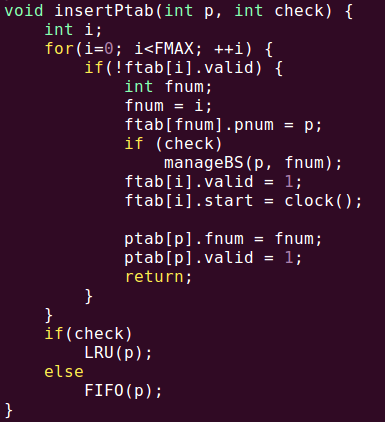 void insertPtab(int p, int check) {
    int i;
    for(i=0; i<FMAX; ++i) {
        if(!ftab[i].valid) {
            int fnum;
            fnum = i;
            ftab[fnum].pnum = p;
            if (check)
                manageBS(p, fnum);
            ftab[i].valid = 1;
            ftab[i].start = clock();

            ptab[p].fnum = fnum;
            ptab[p].valid = 1;
            return;
        }
    }
    if(check)
        LRU(p);
    else
        FIFO(p);
}